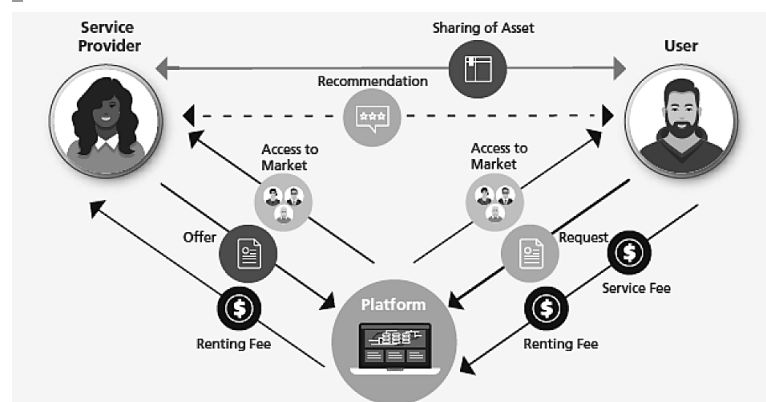 Service
Provider
Sharing of Asset
User
Recommendation
Access to
Market
Access to
Market
Offer
Request
Platform
Service Fee
Renting Fee
Renting Fee